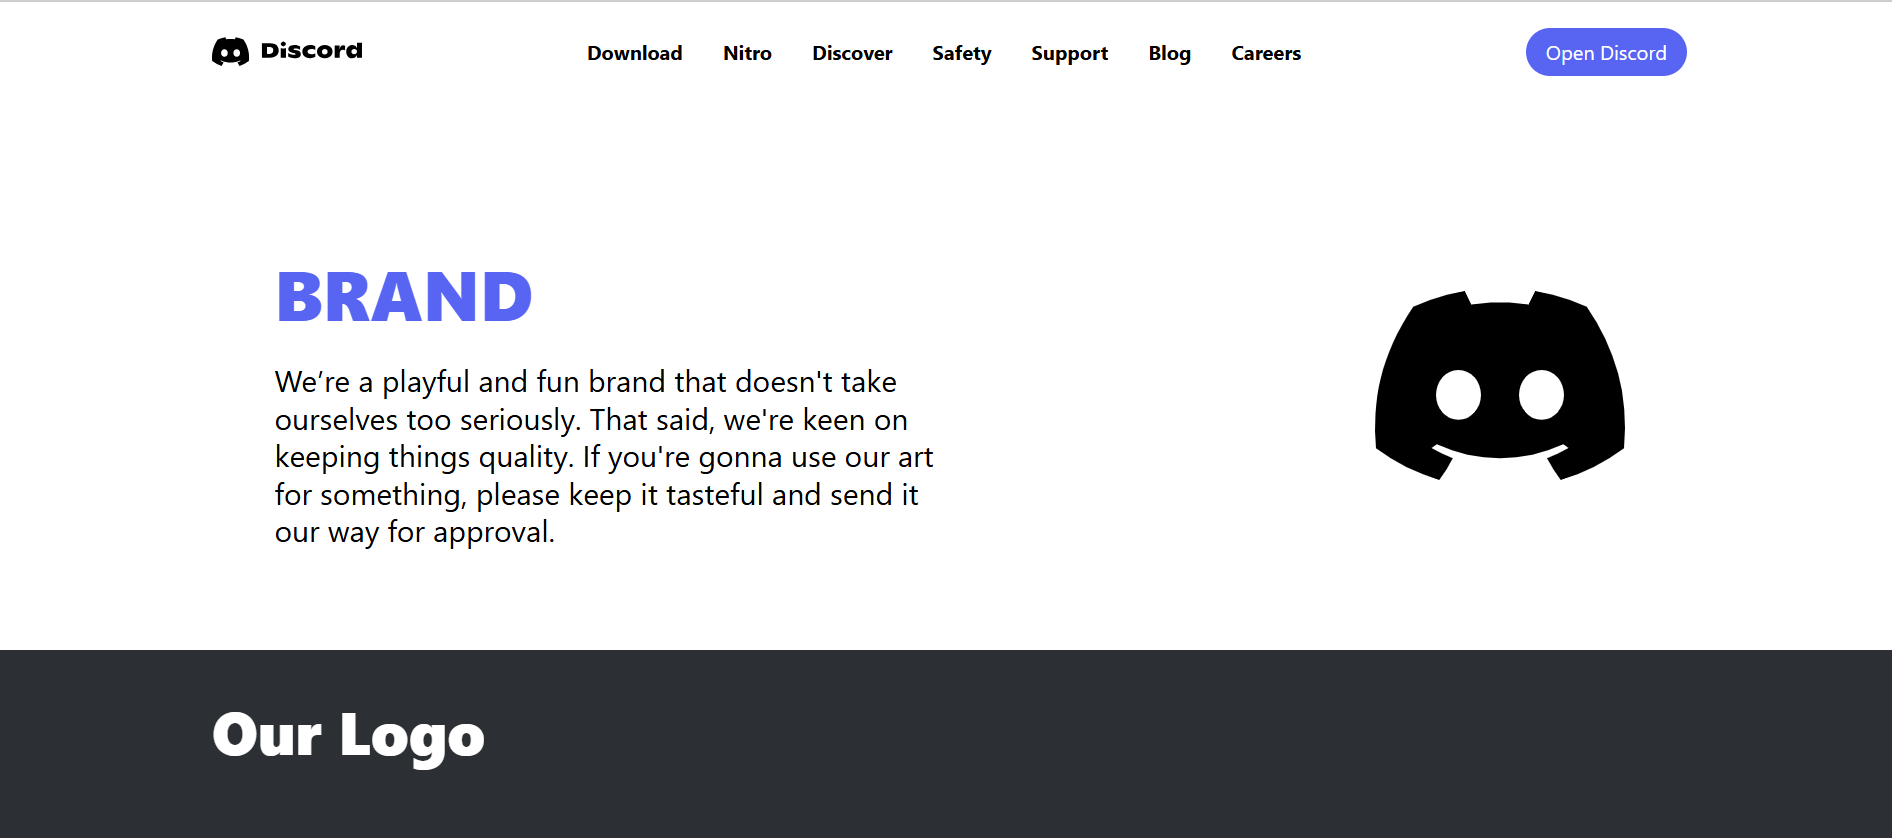 Discord
Download
Nitro
Discover
Safety
Support
Blog
Careers
Open Discord
BRAND
We’re a playful and fun brand that doesn't take
ourselves too seriously. That said, we're keen on
keeping things quality. If you're gonna use our art
for something, please keep it tasteful and send it
our way for approval.
Our Logo